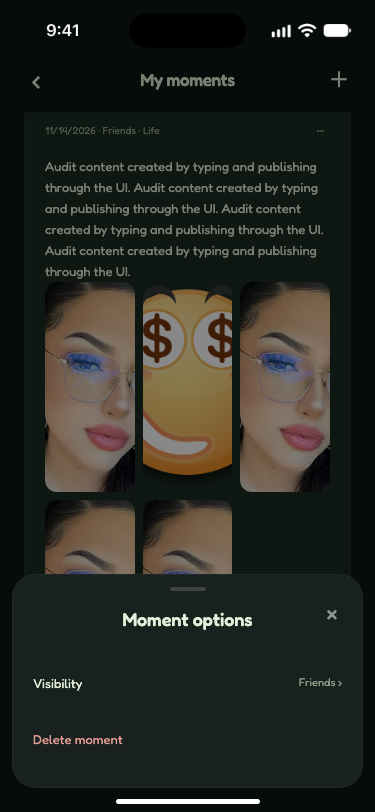 9:41
My moments
11/14/2026 · Friends · Life
Audit content created by typing and publishing
through the UI. Audit content created by typing
and publishing through the UI. Audit content
created by typing and publishing through the UI.
Audit content created by typing and publishing
through the UI.
Moment options
Visibility
Friends
Delete moment